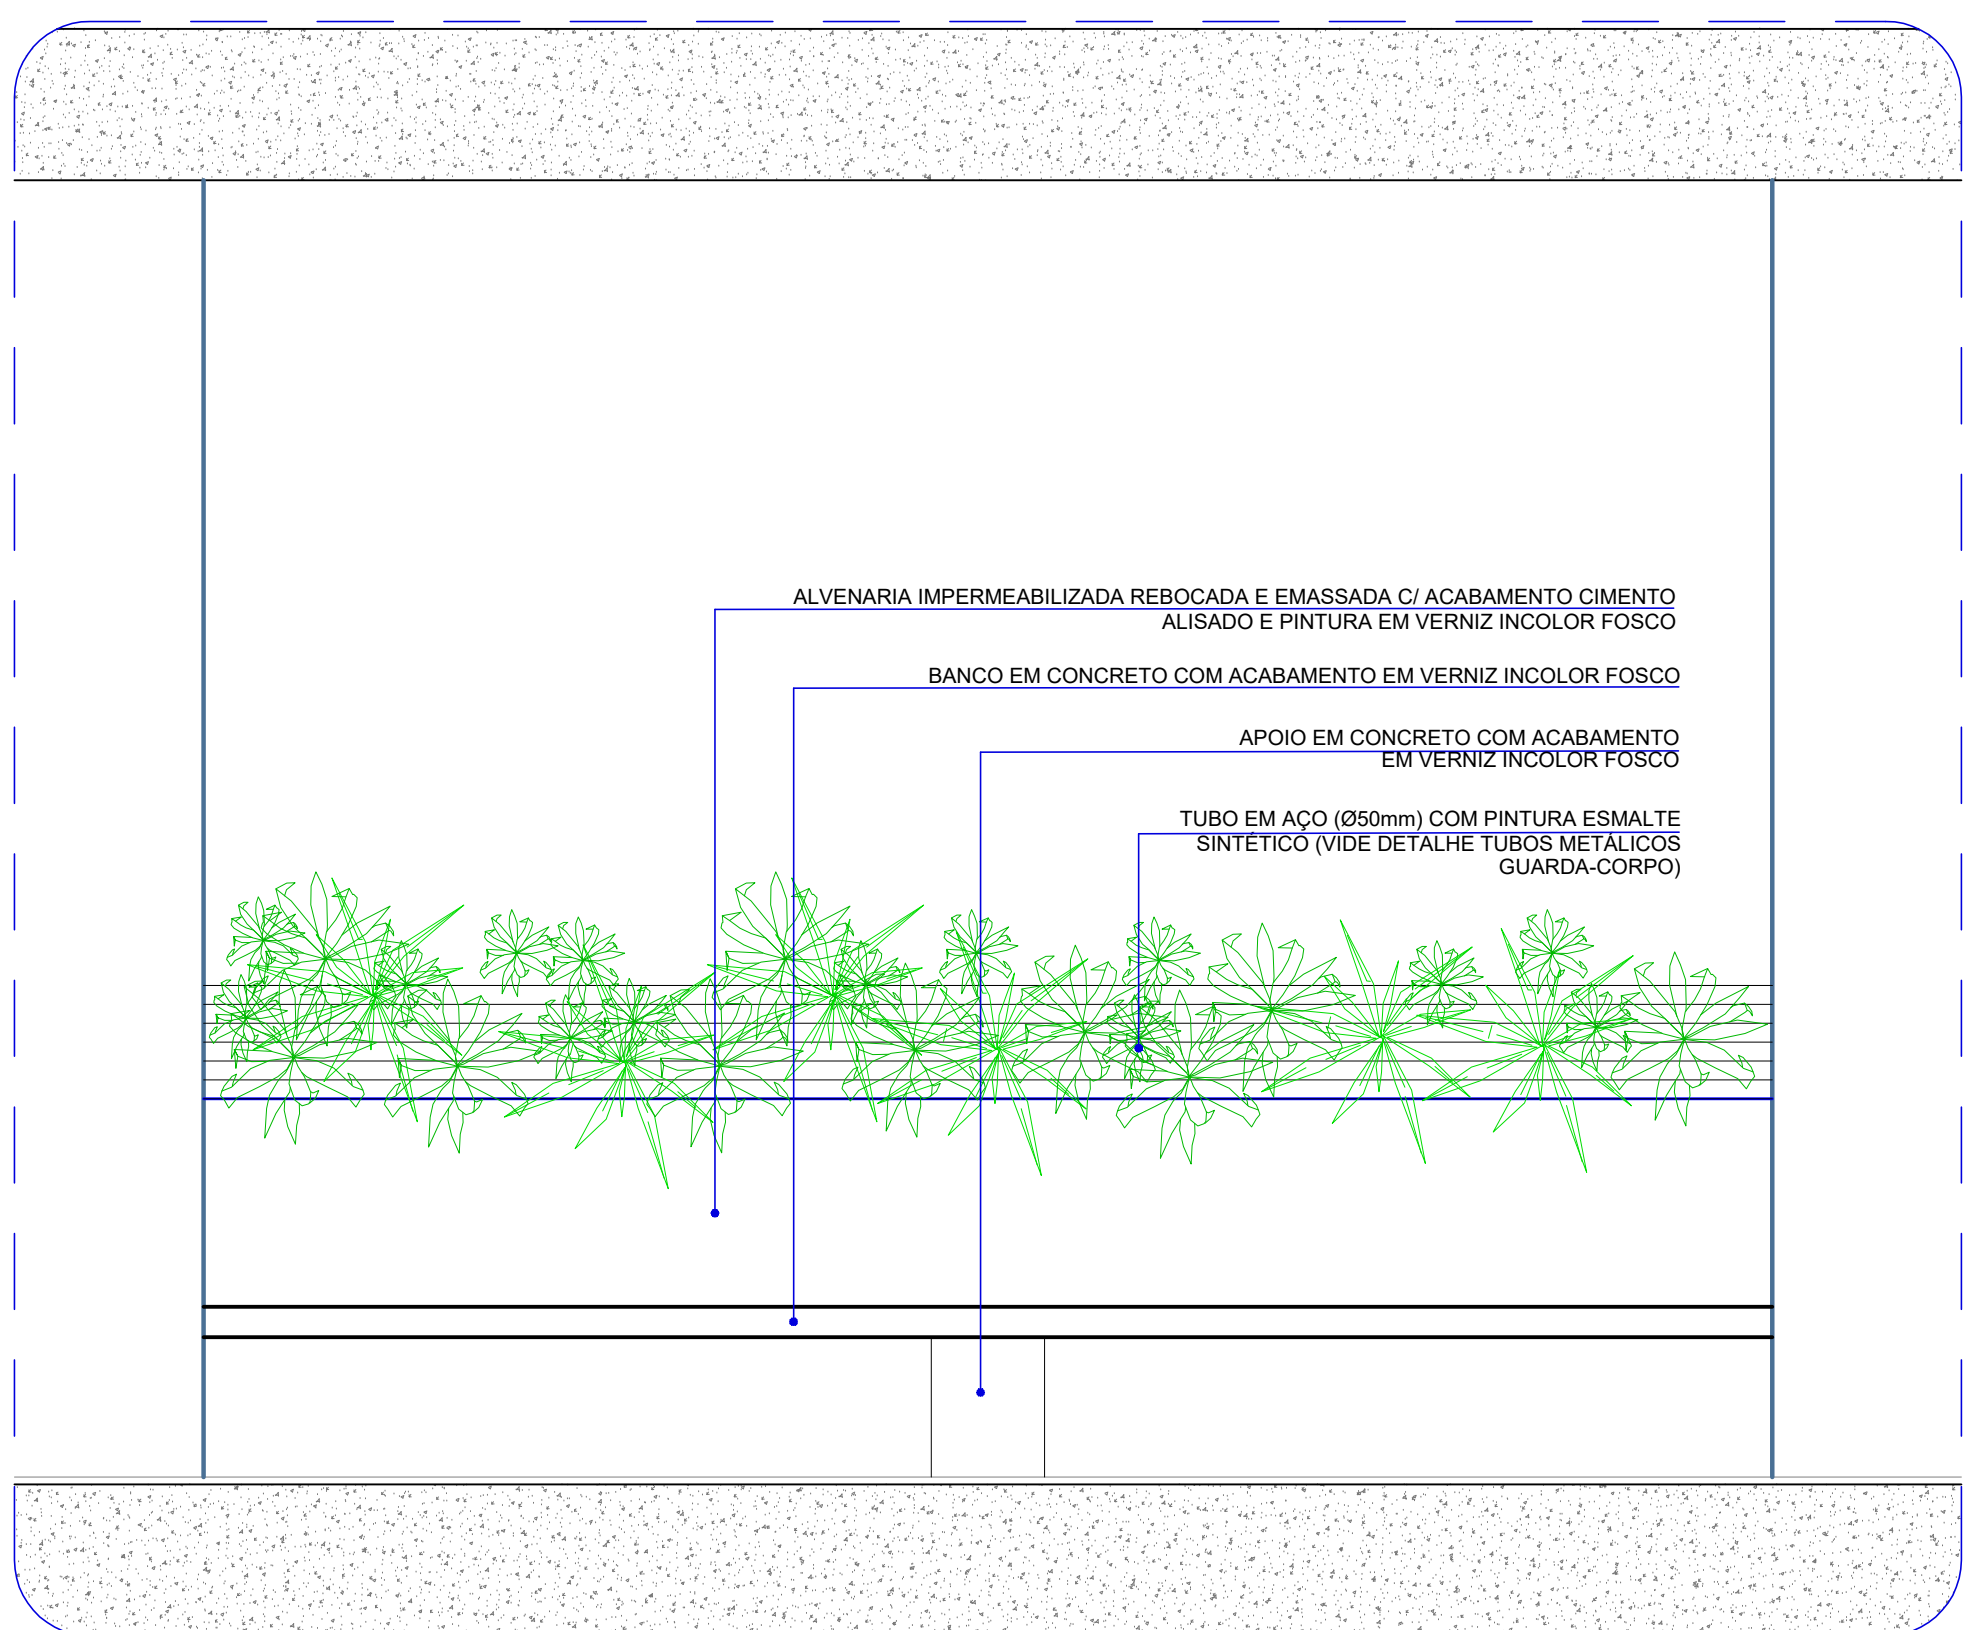 ALVENARIA IMPERMEABILIZADA REBOCADA E EMASSADA C/ ACABAMENTO CIMENTO
ALISADO E PINTURA EM VERNIZ INCOLOR FOSCO
BANCO EM CONCRETO COM ACABAMENTO EM VERNIZ INCOLOR FOSCO
APOIO EM CONCRETO COM ACABAMENTO
EM VERNIZ INCOLOR FOSCO
TUBO EM AÇO (Ø50mm) COM PINTURA ESMALTE
SINTÉTICO (VIDE DETALHE TUBOS METÁLICOS
GUARDA-CORPO)